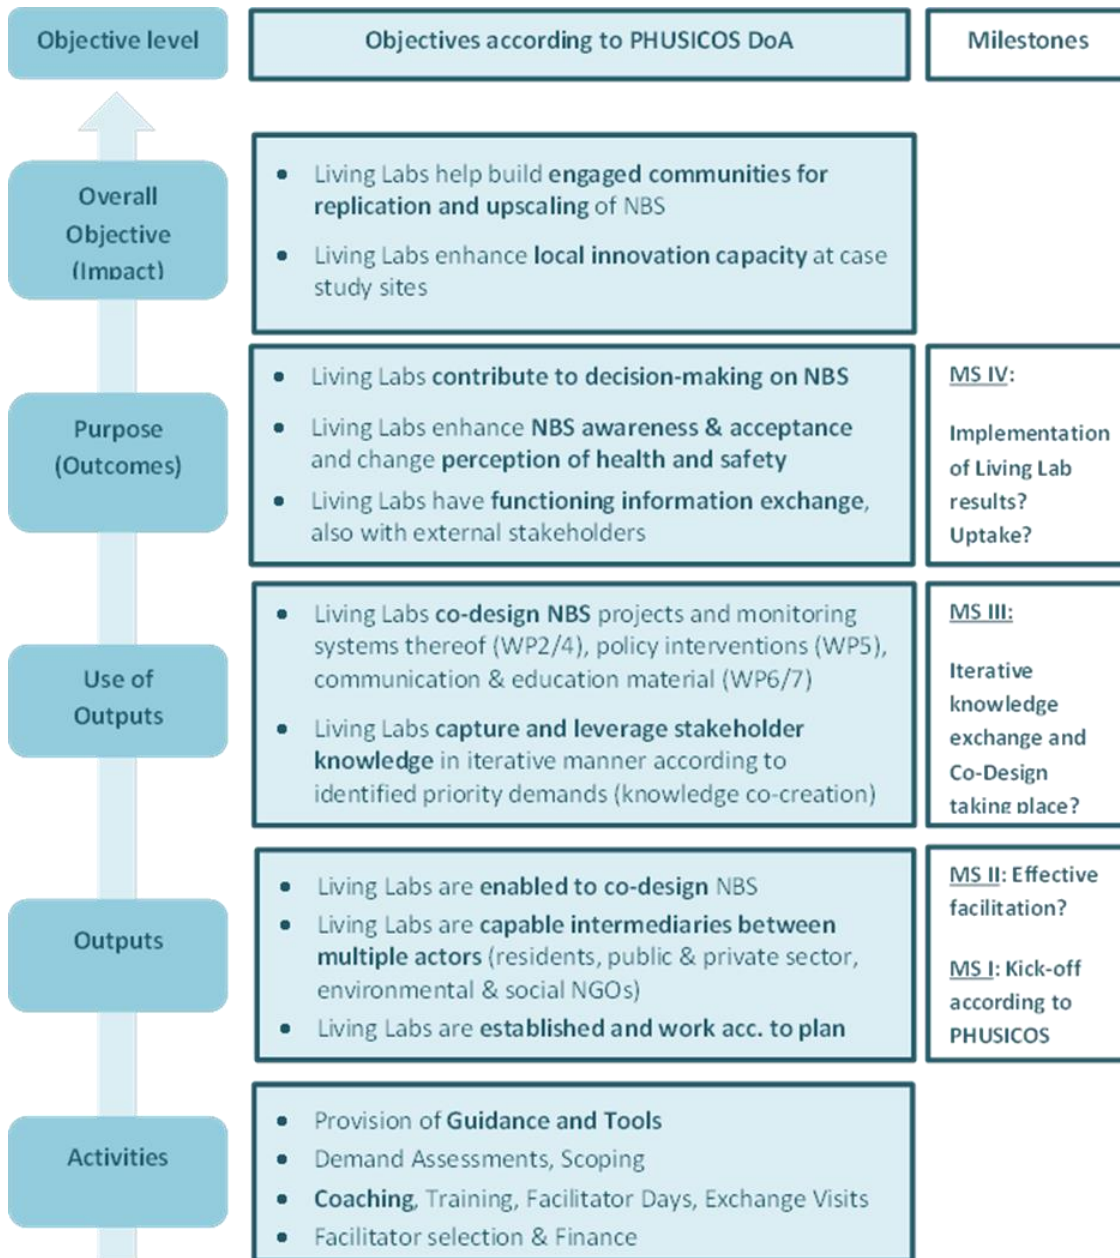 Objective level
Objectives according to PHUSICOS DoA
Milestones
Overall
Objective
(Impact)
• Living Labs help build engaged communities for
replication and upscaling of NBS
• Living Labs enhance local innovation capacity at case
study sites
Purpose
(Outcomes)
• Living Labs contribute to decision-making on NBS
• Living Labs enhance NBS awareness & acceptance
and change perception of health and safety
• Living Labs have functioning information exchange,
also with external stakeholders
MS IV:
Implementation
of Living Lab
results?
Uptake?
Use of
Outputs
• Living Labs co-design NBS projects and monitoring
systems thereof (WP2/4), policy interventions (WP5),
communication & education material (WP6/7)
• Living Labs capture and leverage stakeholder
knowledge in iterative manner according to
identified priority demands (knowledge co-creation)
MS III:
Iterative
knowledge
exchange and
Co-Design
taking place?
Outputs
• Living Labs are enabled to co-design NBS
• Living Labs are capable intermediaries between
multiple actors (residents, public & private sector,
environmental & social NGOs)
• Living Labs are established and work acc. to plan
MS II: Effective
facilitation?
MS I: Kick-off
according to
PHUSICOS
Activities
• Provision of Guidance and Tools
• Demand Assessments, Scoping
• Coaching, Training, Facilitator Days, Exchange Visits
• Facilitator selection & Finance